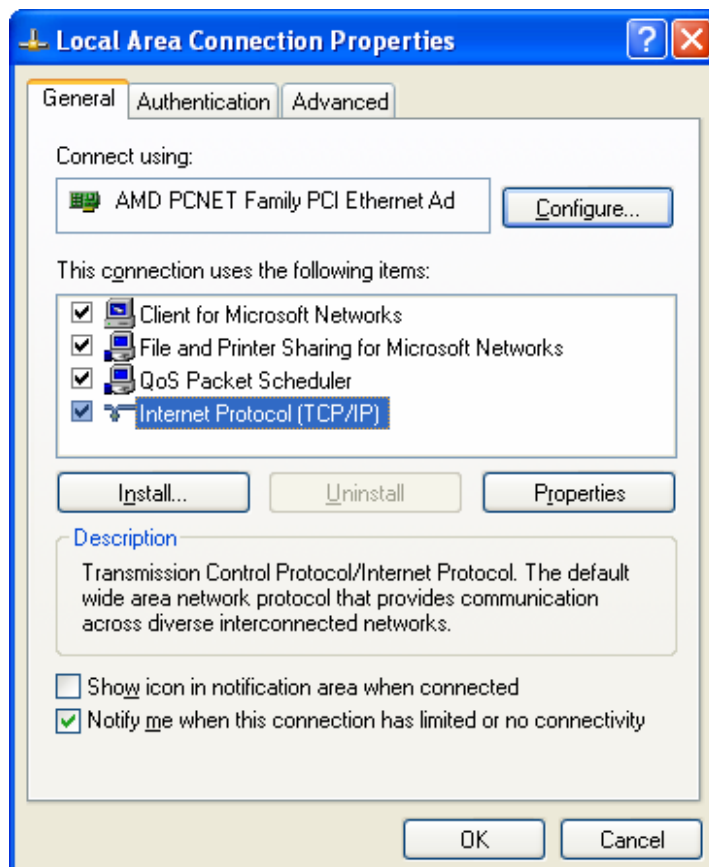 Local Area Connection Properties
General Authentication Advanced
Connect using:
AMD PCNET Family PCI Ethernet Ad
Configure...
This connection uses the following items:
Client for Microsoft Networks
File and Printer Sharing for Microsoft Networks
QoS Packet Scheduler
Internet Protocol (TCP/IP)
Install... Uninstall Properties
Description
Transmission Control Protocol/Internet Protocol. The default
wide area network protocol that provides communication
across diverse interconnected networks.
Show icon in notification area when connected
Notify me when this connection has limited or no connectivity
OK Cancel